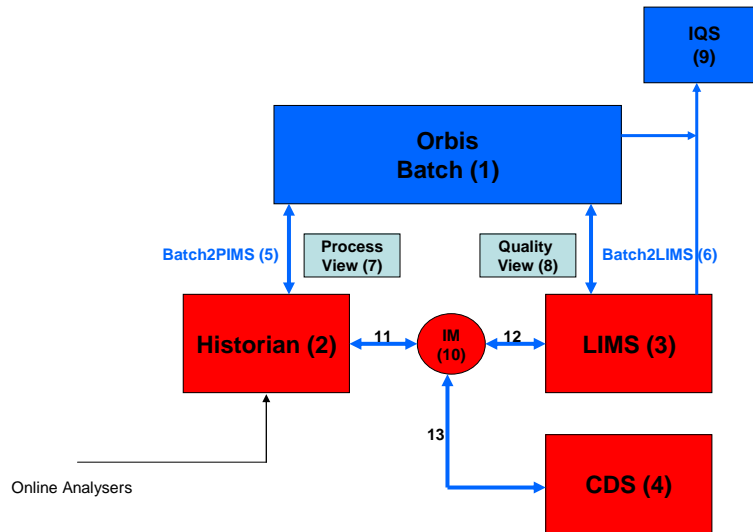 IQS
(9)
Orbis
Batch (1)
Batch2PIMS (5)
Process
View (7)
Quality
View (8)
Batch2LIMS (6)
Historian (2)
11
IM
(10)
12
LIMS (3)
13
CDS (4)
Online Analysers